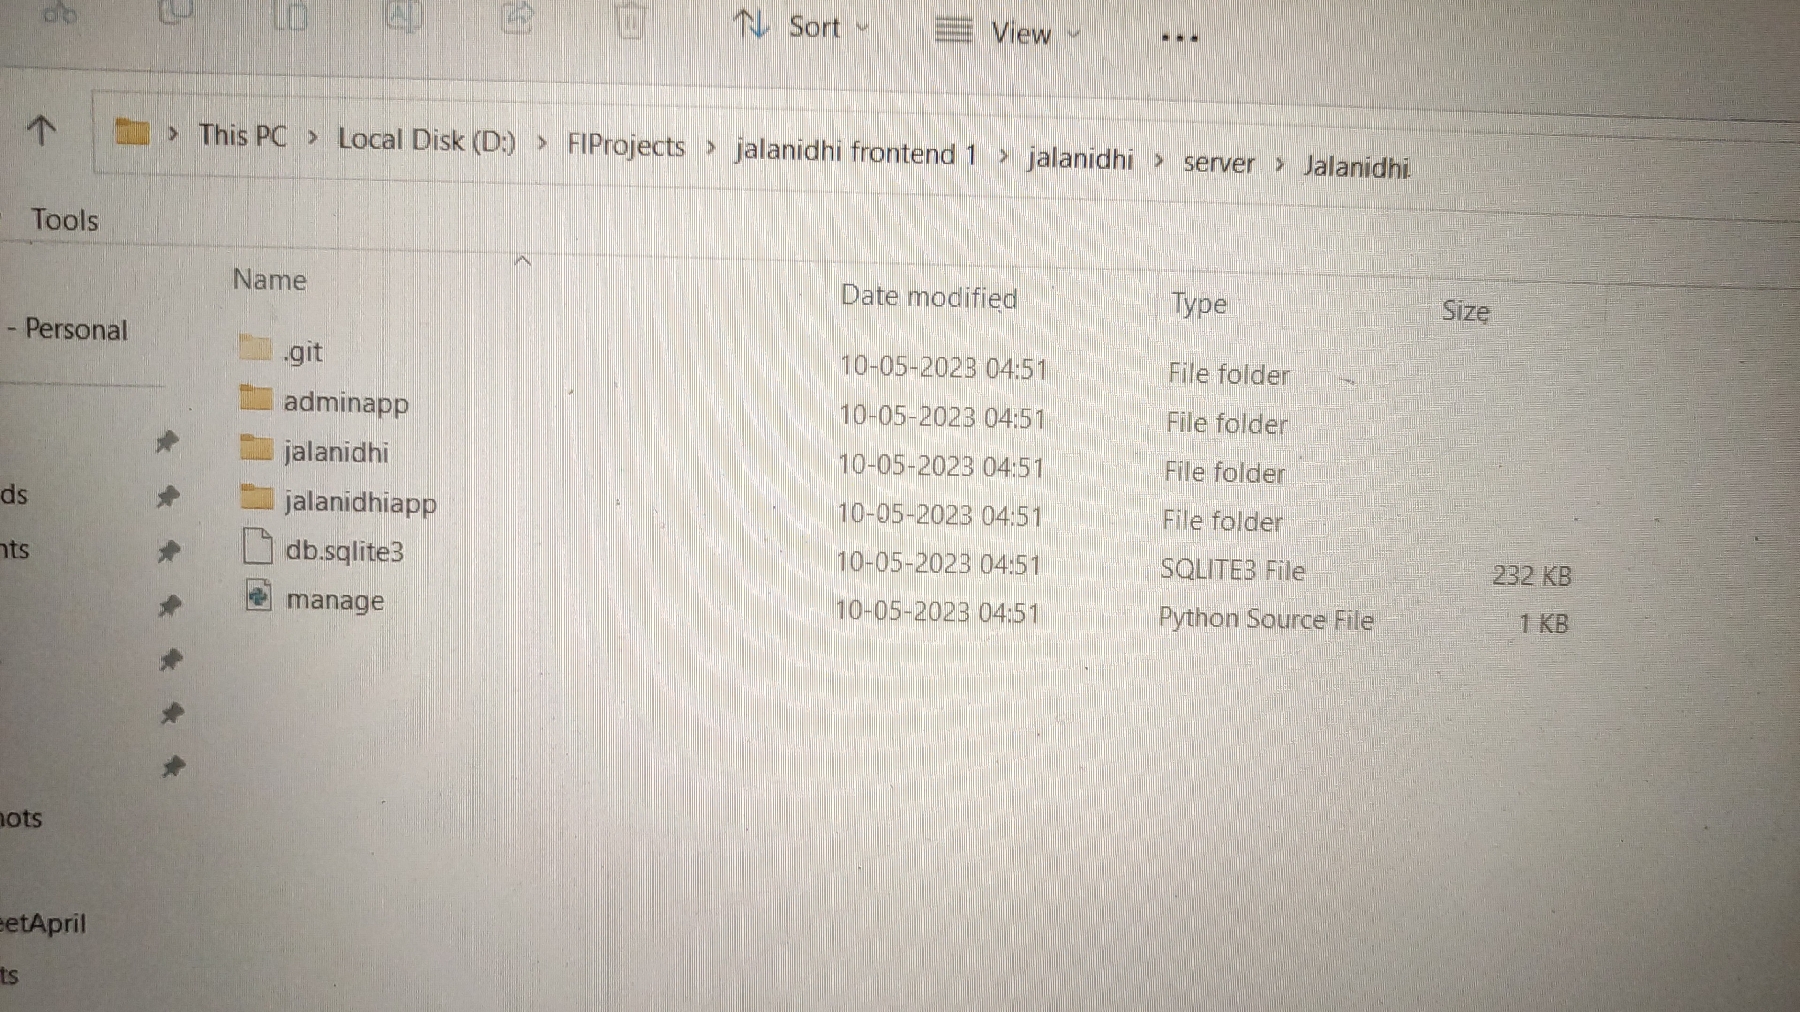 Sort View ...
This PC > Local Disk (D:) > FIProjects > jalanidhi frontend 1 > jalanidhi > server > Jalanidhi
Tools
Name Date modified Type Size
- Personal
.git 10-05-2023 04:51 File folder
adminapp 10-05-2023 04:51 File folder
jalanidhi 10-05-2023 04:51 File folder
jalanidhiapp 10-05-2023 04:51 File folder
db.sqlite3 10-05-2023 04:51 SQLITE3 File 232 KB
manage 10-05-2023 04:51 Python Source File 1 KB
ds
nts
nots
eetApril
ts